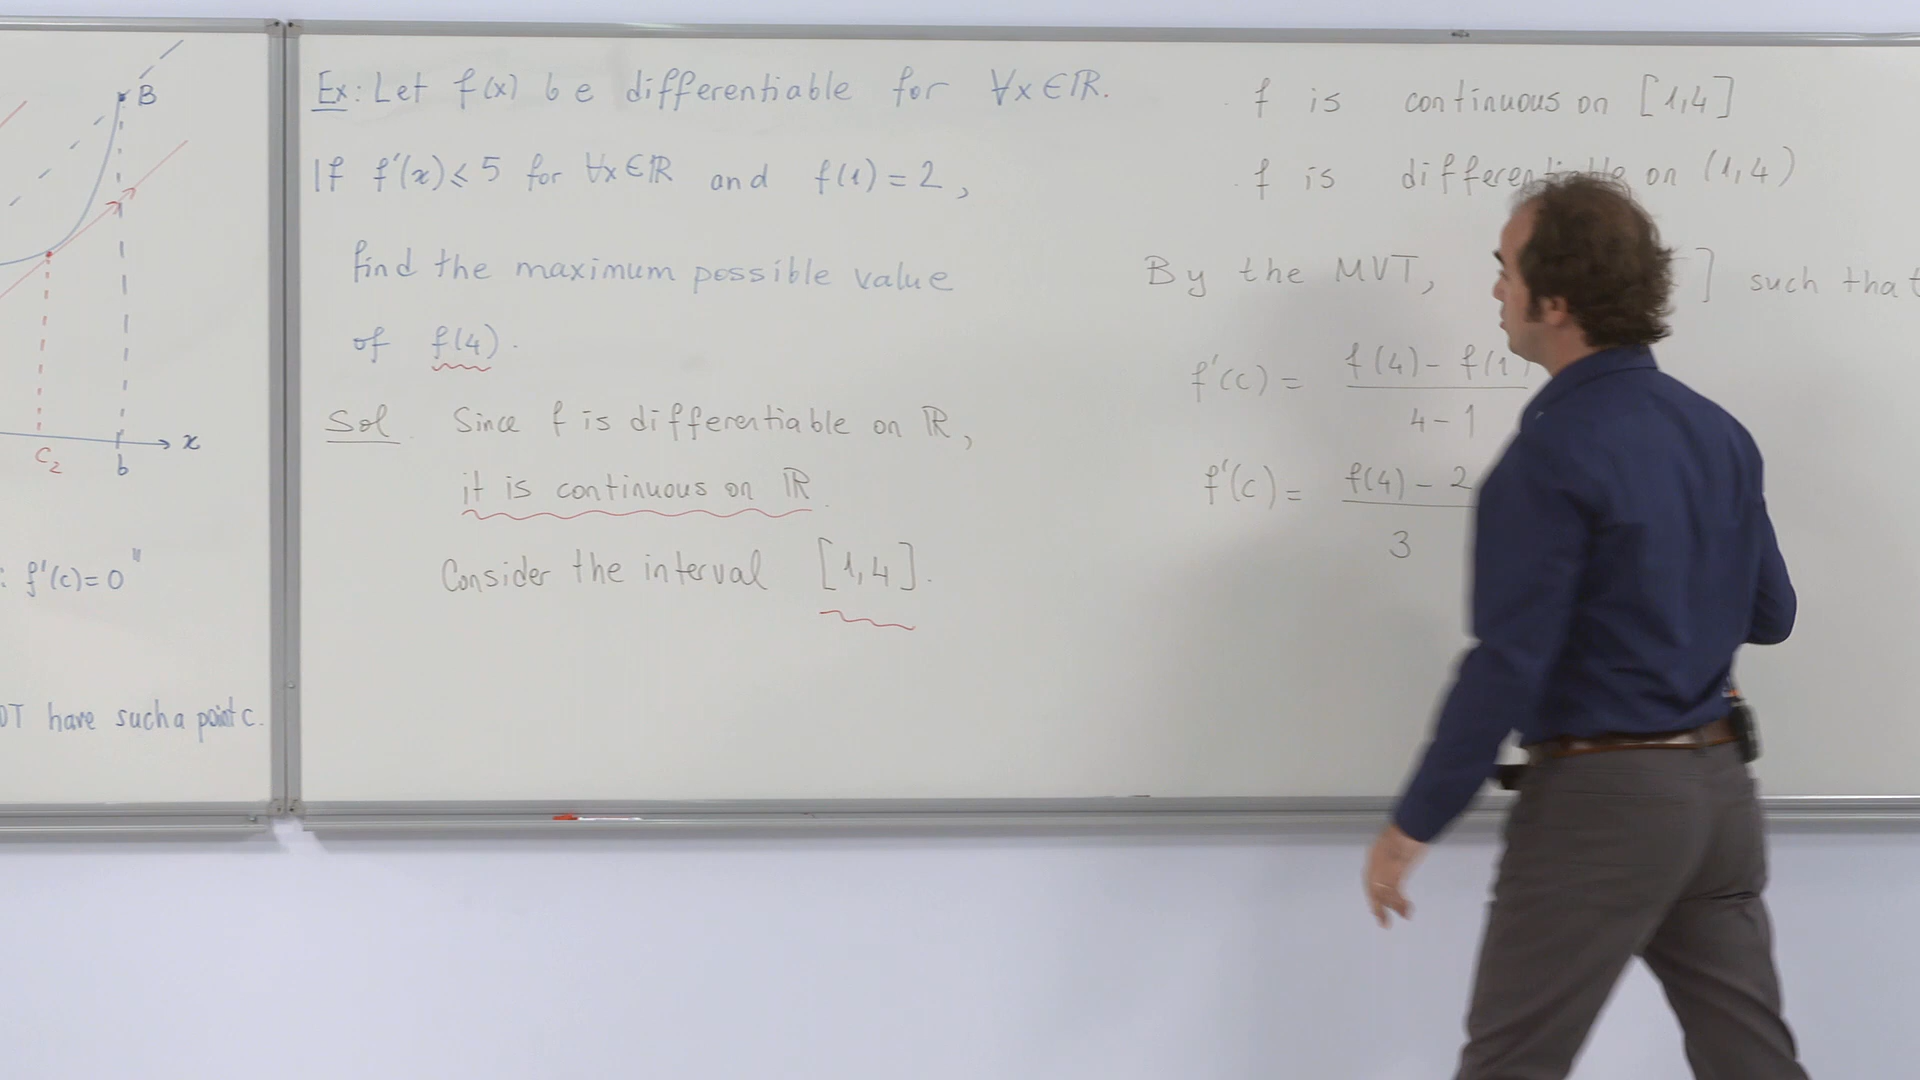 B
x
C₂
b
: f'(c)=0"
OT have such a point c.
Ex: Let f(x) be differentiable for ∀x∈ℝ.
If f'(x)≤5 for ∀x∈ℝ and f(1)=2,
find the maximum possible value
of f(4).
Sol. Since f is differentiable on ℝ,
it is continuous on ℝ.
Consider the interval [1,4].
f is continuous on [1,4]
f is differentiable on (1,4)
By the MVT, ] such that
f'(c) = f(4) - f(1) / 4 - 1
f'(c) = f(4) - 2 / 3